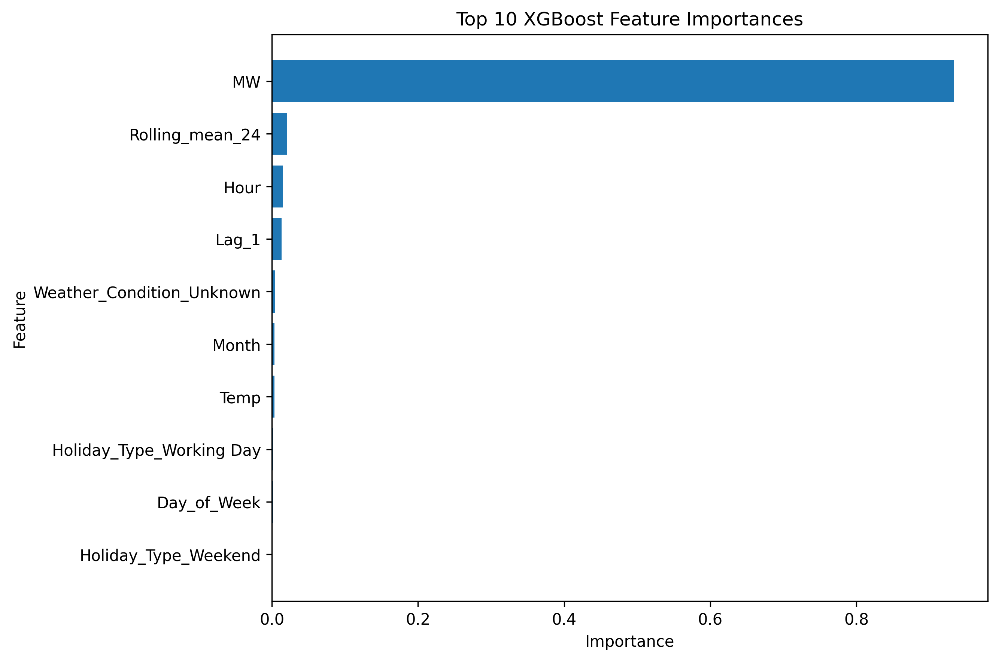 Top 10 XGBoost Feature Importances
MW
Rolling_mean_24
Hour
Lag_1
Weather_Condition_Unknown
Month
Temp
Holiday_Type_Working Day
Day_of_Week
Holiday_Type_Weekend
Feature
0.0 0.2 0.4 0.6 0.8
Importance